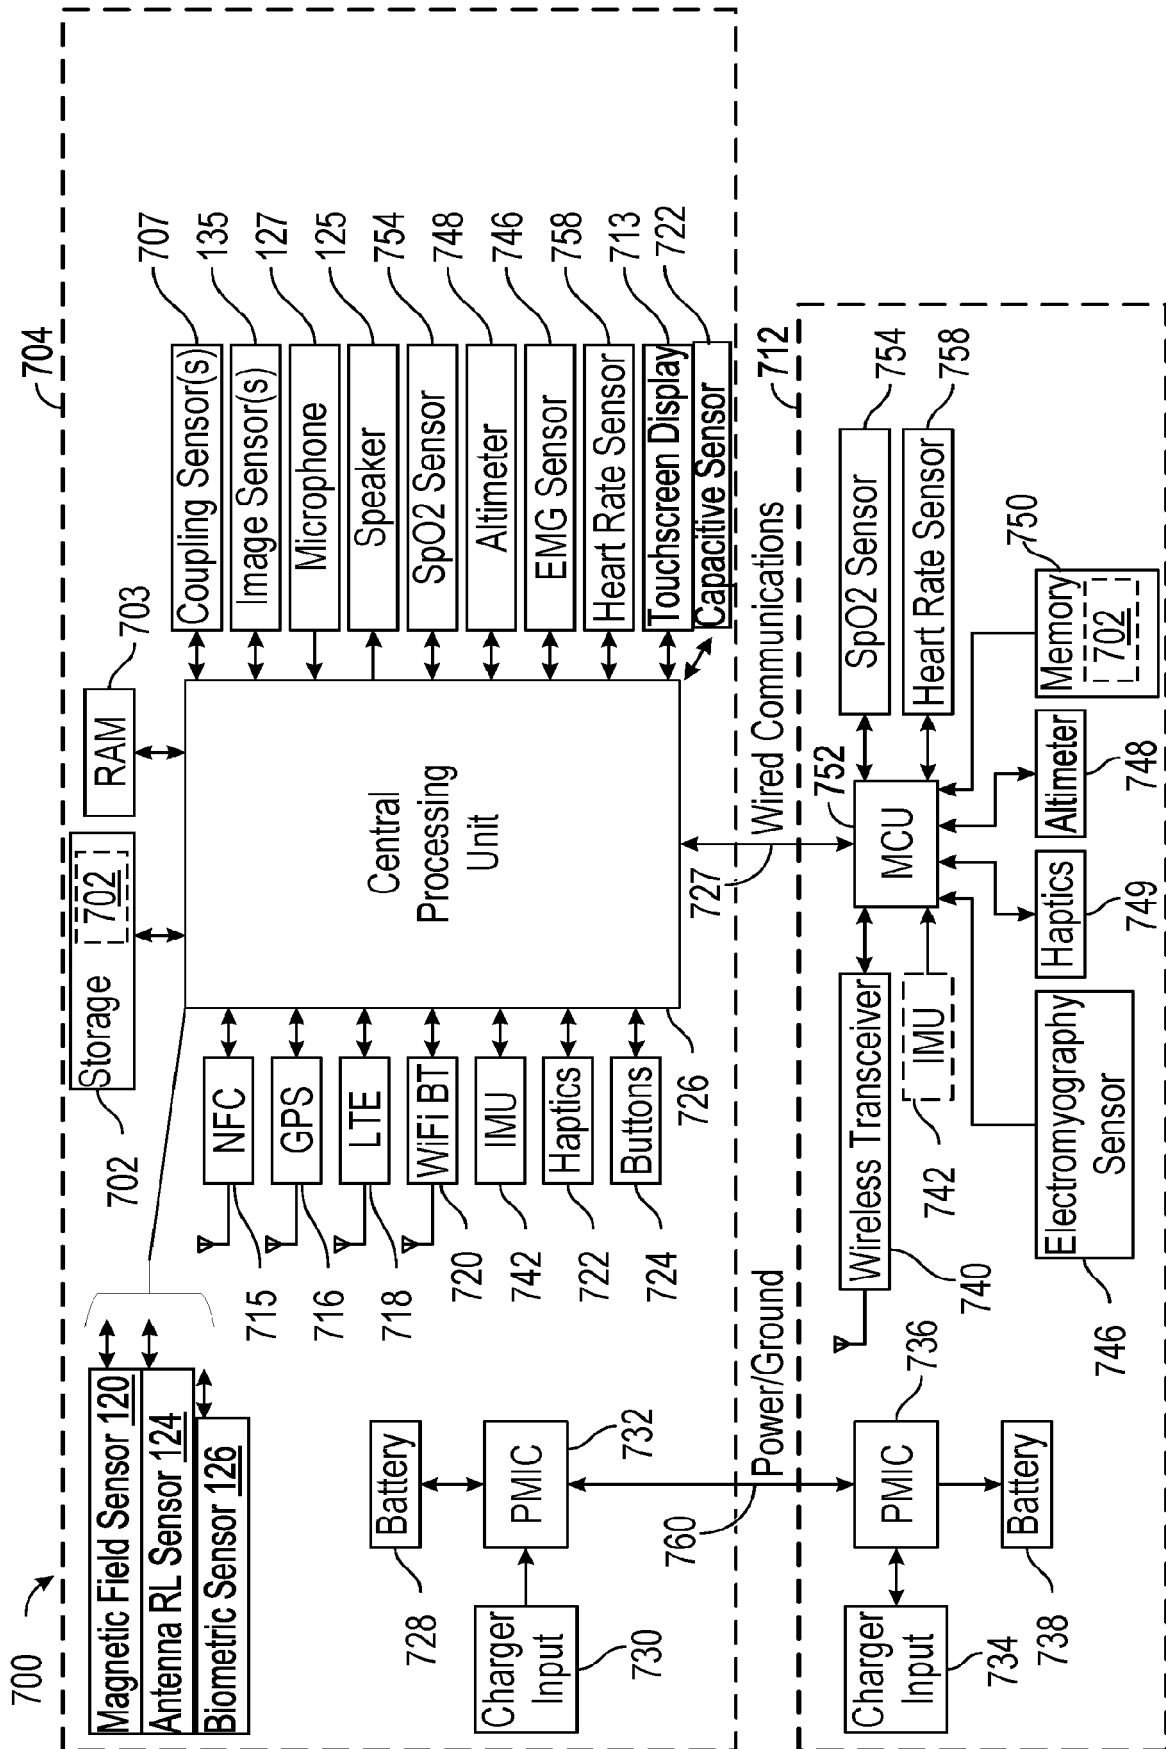 700
704
Magnetic Field Sensor 120
Antenna RL Sensor 124
Biometric Sensor 126
702
Storage
702
RAM
703
NFC
715
GPS
716
LTE
718
WiFi BT
720
IMU
742
Haptics
722
Buttons
724
Central
Processing
Unit
726
Coupling Sensor(s)
707
Image Sensor(s)
135
Microphone
127
Speaker
125
SpO2 Sensor
754
Altimeter
748
EMG Sensor
746
Heart Rate Sensor
758
Touchscreen Display
713
Capacitive Sensor
722
Battery
728
PMIC
732
Charger
Input
730
Power/Ground
760
Wired Communications
727
712
Charger
Input
734
PMIC
736
Battery
738
Wireless Transceiver
740
IMU
742
Electromyography
Sensor
746
MCU
752
Haptics
749
Altimeter
748
Memory
702
750
SpO2 Sensor
754
Heart Rate Sensor
758